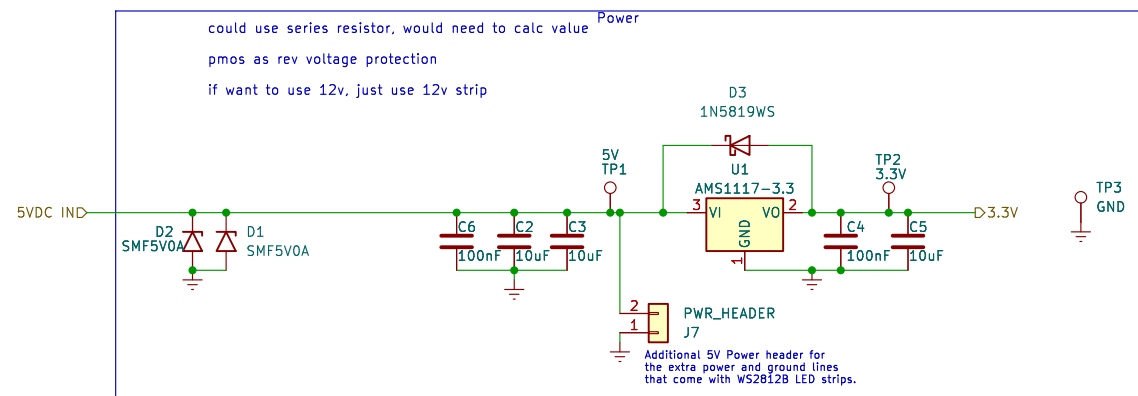 Power
could use series resistor, would need to calc value
pmos as rev voltage protection
if want to use 12v, just use 12v strip
D3
1N5819WS
5V
TP1
U1
AMS1117-3.3
TP2
3.3V
TP3
GND
5VDC IN
3
VI
VO
2
GND
1
3.3V
D2
SMF5V0A
D1
SMF5V0A
C6
100nF
C2
10uF
C3
10uF
C4
100nF
C5
10uF
2
1
PWR_HEADER
J7
Additional 5V Power header for
the extra power and ground lines
that come with WS2812B LED strips.